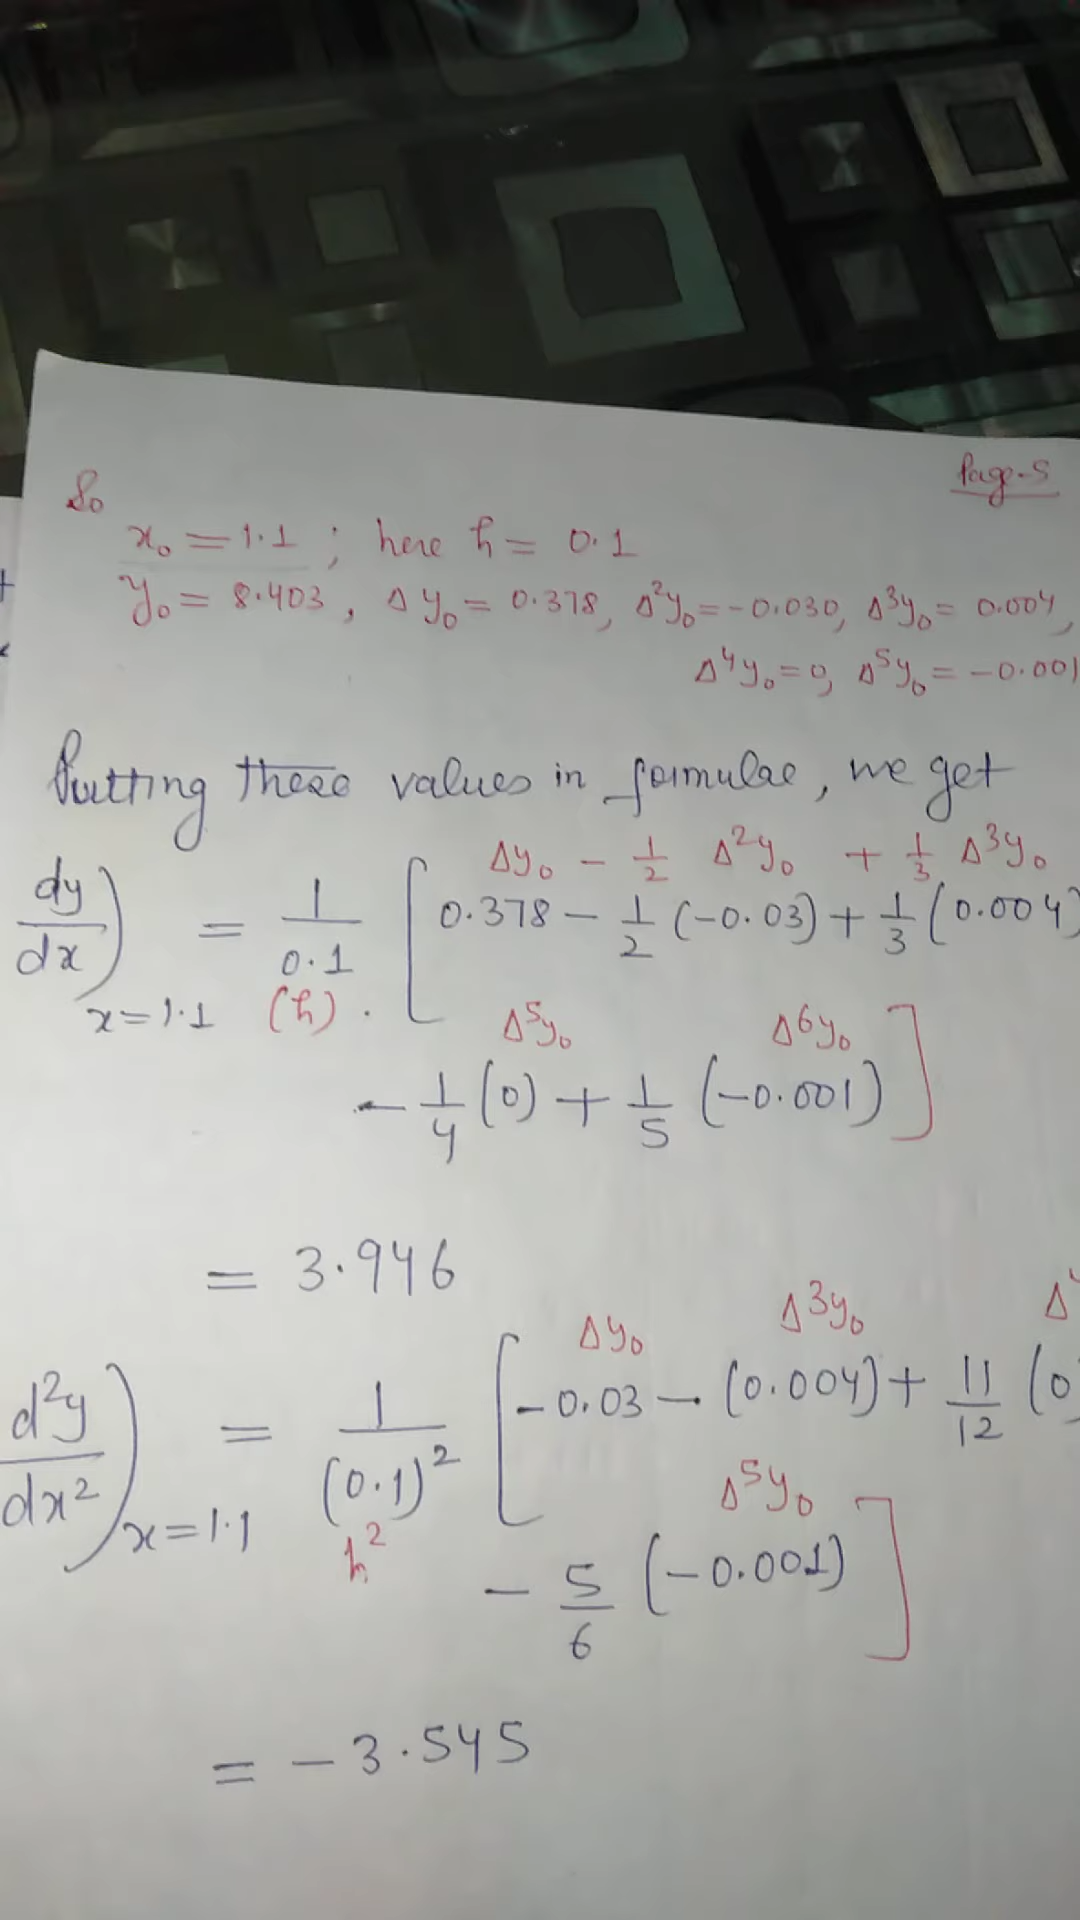 Page-5
So
x₀ = 1.1 ; here h = 0.1
y₀ = 8.403, Δy₀ = 0.378, Δ²y₀ = -0.030, Δ³y₀ = 0.004,
Δ⁴y₀ = 0, Δ⁵y₀ = -0.001
Putting these values in formulae, we get
Δy₀ - 1/2 Δ²y₀ + 1/3 Δ³y₀
dy/dx)x=1.1 = 1/0.1 [0.378 - 1/2 (-0.03) + 1/3 (0.004)
(h) .
Δ⁵y₀ Δ⁶y₀
- 1/4 (0) + 1/5 (-0.001)]
= 3.946
Δy₀ Δ³y₀ Δ
d²y/dx²)x=1.1 = 1/(0.1)² [-0.03 - (0.004) + 11/12 (0)
h²
Δ⁵y₀
- 5/6 (-0.001)]
= -3.545